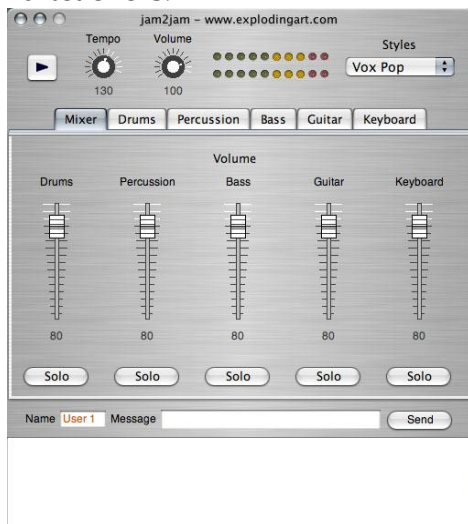 jam2jam – www.explodingart.com
Tempo Volume Styles
Vox Pop
130 100
Mixer Drums Percussion Bass Guitar Keyboard
Volume
Drums Percussion Bass Guitar Keyboard
80 80 80 80 80
Solo Solo Solo Solo Solo
Name User 1 Message Send